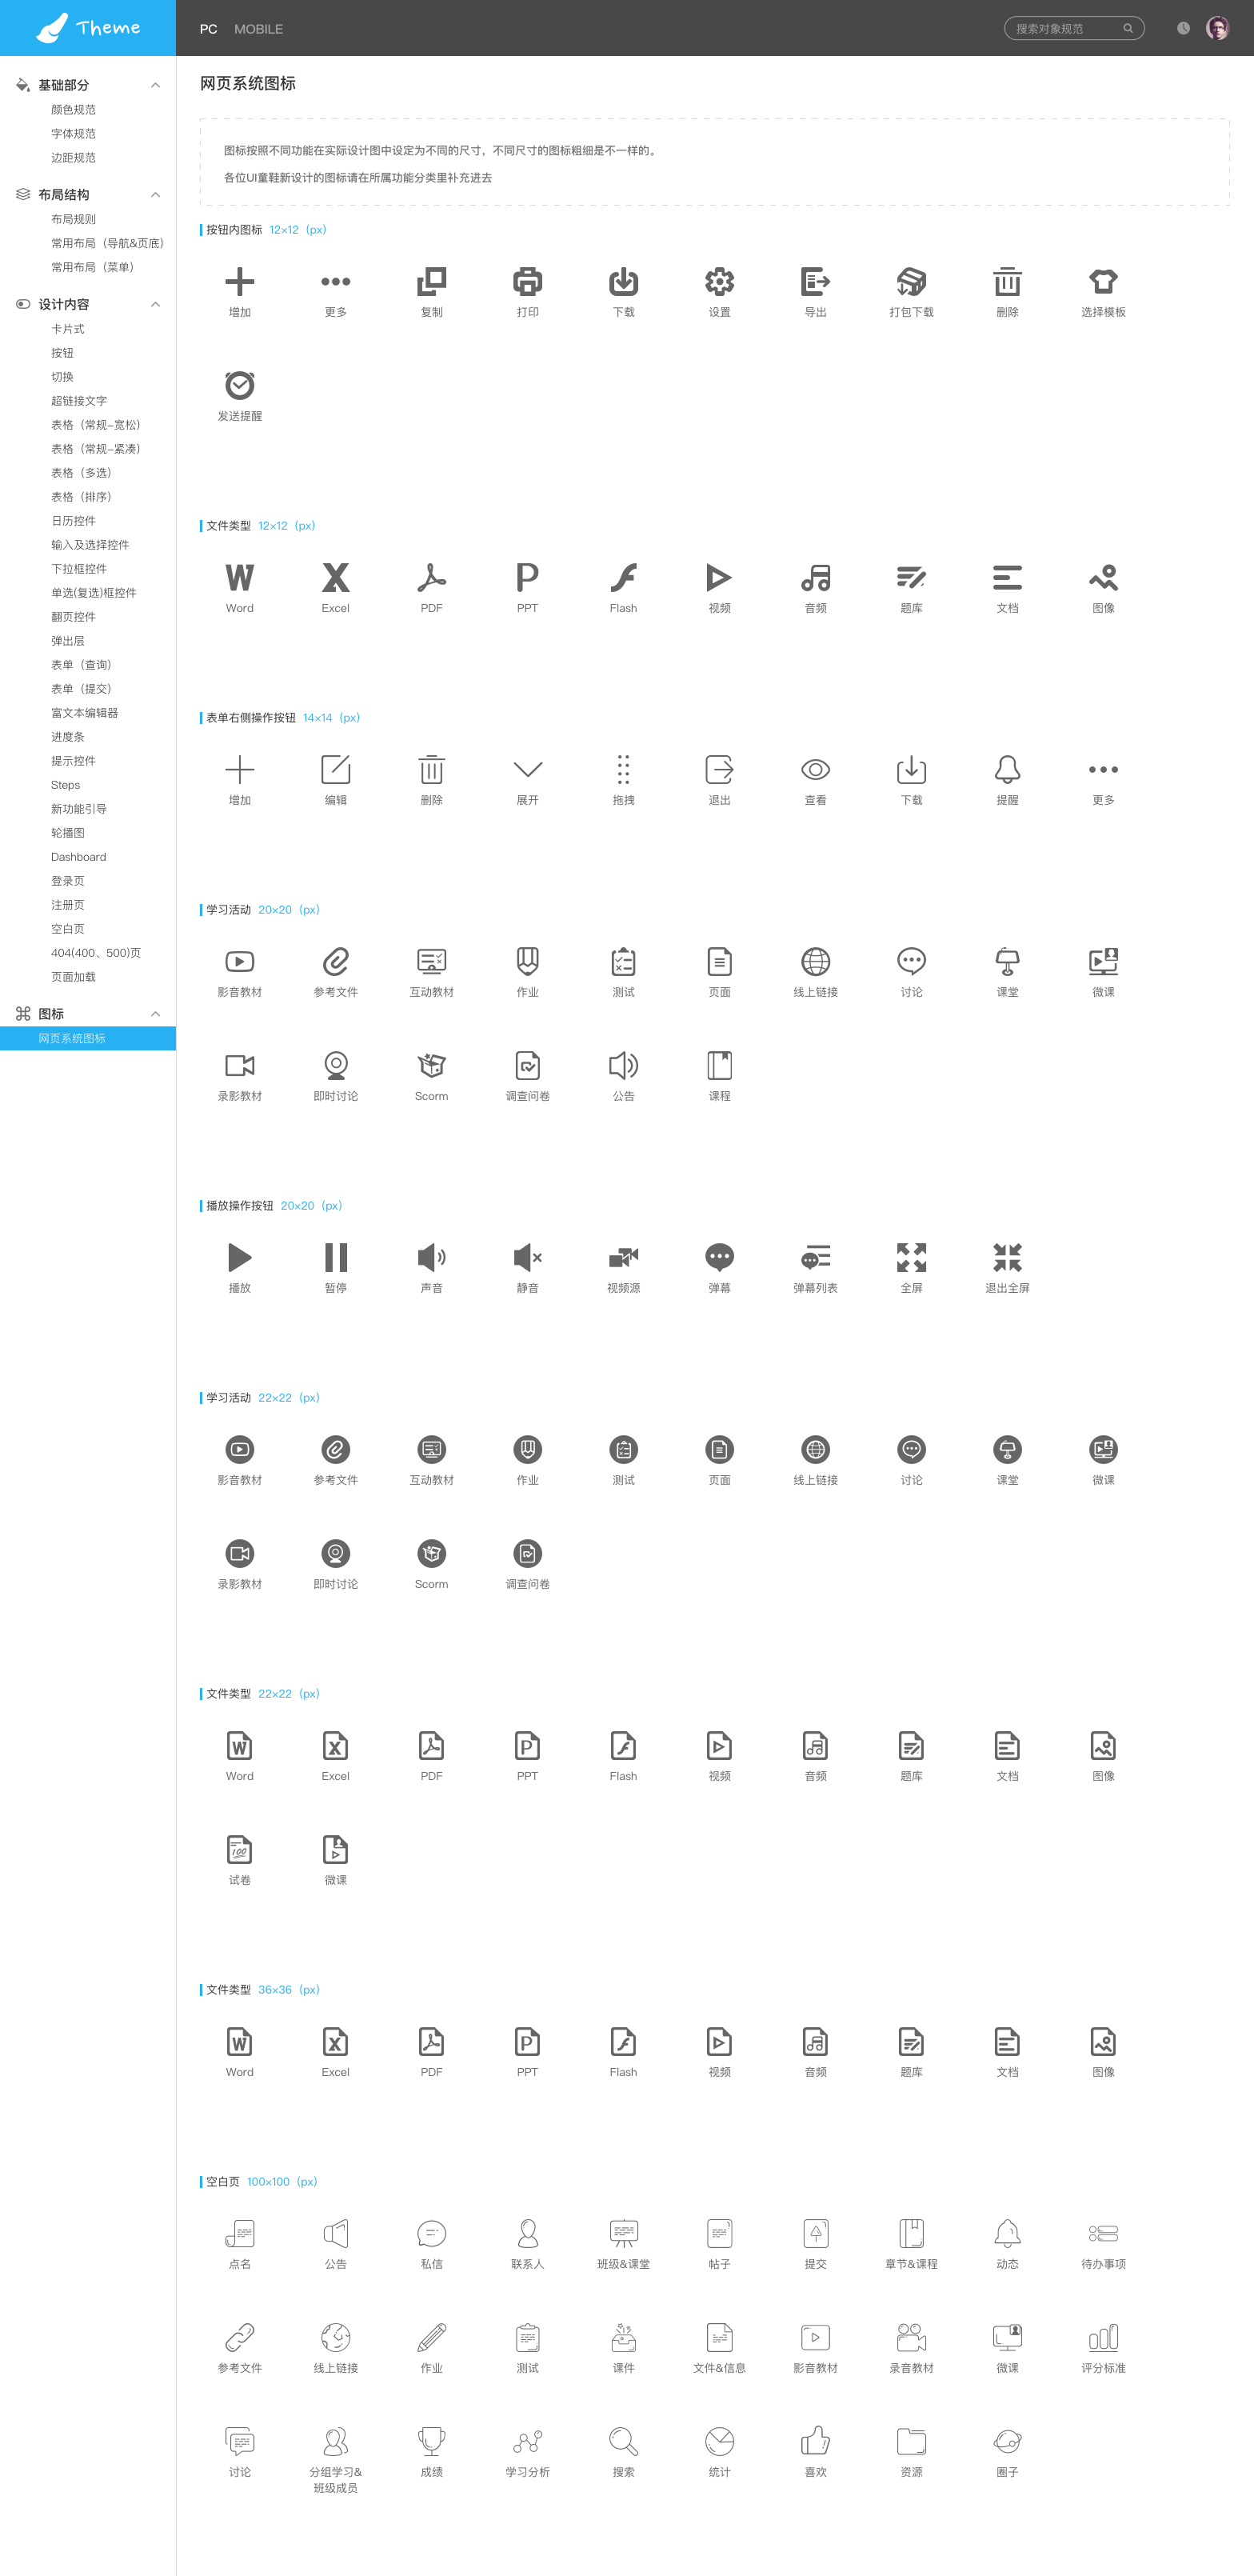 Theme
PC MOBILE
搜索对象规范
基础部分
颜色规范
字体规范
边距规范
布局结构
布局规则
常用布局（导航&页底）
常用布局（菜单）
设计内容
卡片式
按钮
切换
超链接文字
表格（常规-宽松）
表格（常规-紧凑）
表格（多选）
表格（排序）
日历控件
输入及选择控件
下拉框控件
单选(复选)框控件
翻页控件
弹出层
表单（查询）
表单（提交）
富文本编辑器
进度条
提示控件
Steps
新功能引导
轮播图
Dashboard
登录页
注册页
空白页
404(400、500)页
页面加载
图标
网页系统图标
网页系统图标
图标按照不同功能在实际设计图中设定为不同的尺寸，不同尺寸的图标粗细是不一样的。
各位UI童鞋新设计的图标请在所属功能分类里补充进去
按钮内图标 12×12（px）
增加 更多 复制 打印 下载 设置 导出 打包下载 删除 选择模板
发送提醒
文件类型 12×12（px）
Word Excel PDF PPT Flash 视频 音频 题库 文档 图像
表单右侧操作按钮 14×14（px）
增加 编辑 删除 展开 拖拽 退出 查看 下载 提醒 更多
学习活动 20×20（px）
影音教材 参考文件 互动教材 作业 测试 页面 线上链接 讨论 课堂 微课
录影教材 即时讨论 Scorm 调查问卷 公告 课程
播放操作按钮 20×20（px）
播放 暂停 声音 静音 视频源 弹幕 弹幕列表 全屏 退出全屏
学习活动 22×22（px）
影音教材 参考文件 互动教材 作业 测试 页面 线上链接 讨论 课堂 微课
录影教材 即时讨论 Scorm 调查问卷
文件类型 22×22（px）
Word Excel PDF PPT Flash 视频 音频 题库 文档 图像
试卷 微课
文件类型 36×36（px）
Word Excel PDF PPT Flash 视频 音频 题库 文档 图像
空白页 100×100（px）
点名 公告 私信 联系人 班级&课堂 帖子 提交 章节&课程 动态 待办事项
参考文件 线上链接 作业 测试 课件 文件&信息 影音教材 录音教材 微课 评分标准
讨论 分组学习& 成绩 学习分析 搜索 统计 喜欢 资源 圈子
班级成员